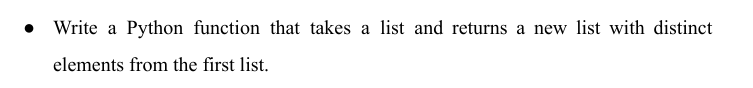 ● Write a Python function that takes a list and returns a new list with distinct
elements from the first list.